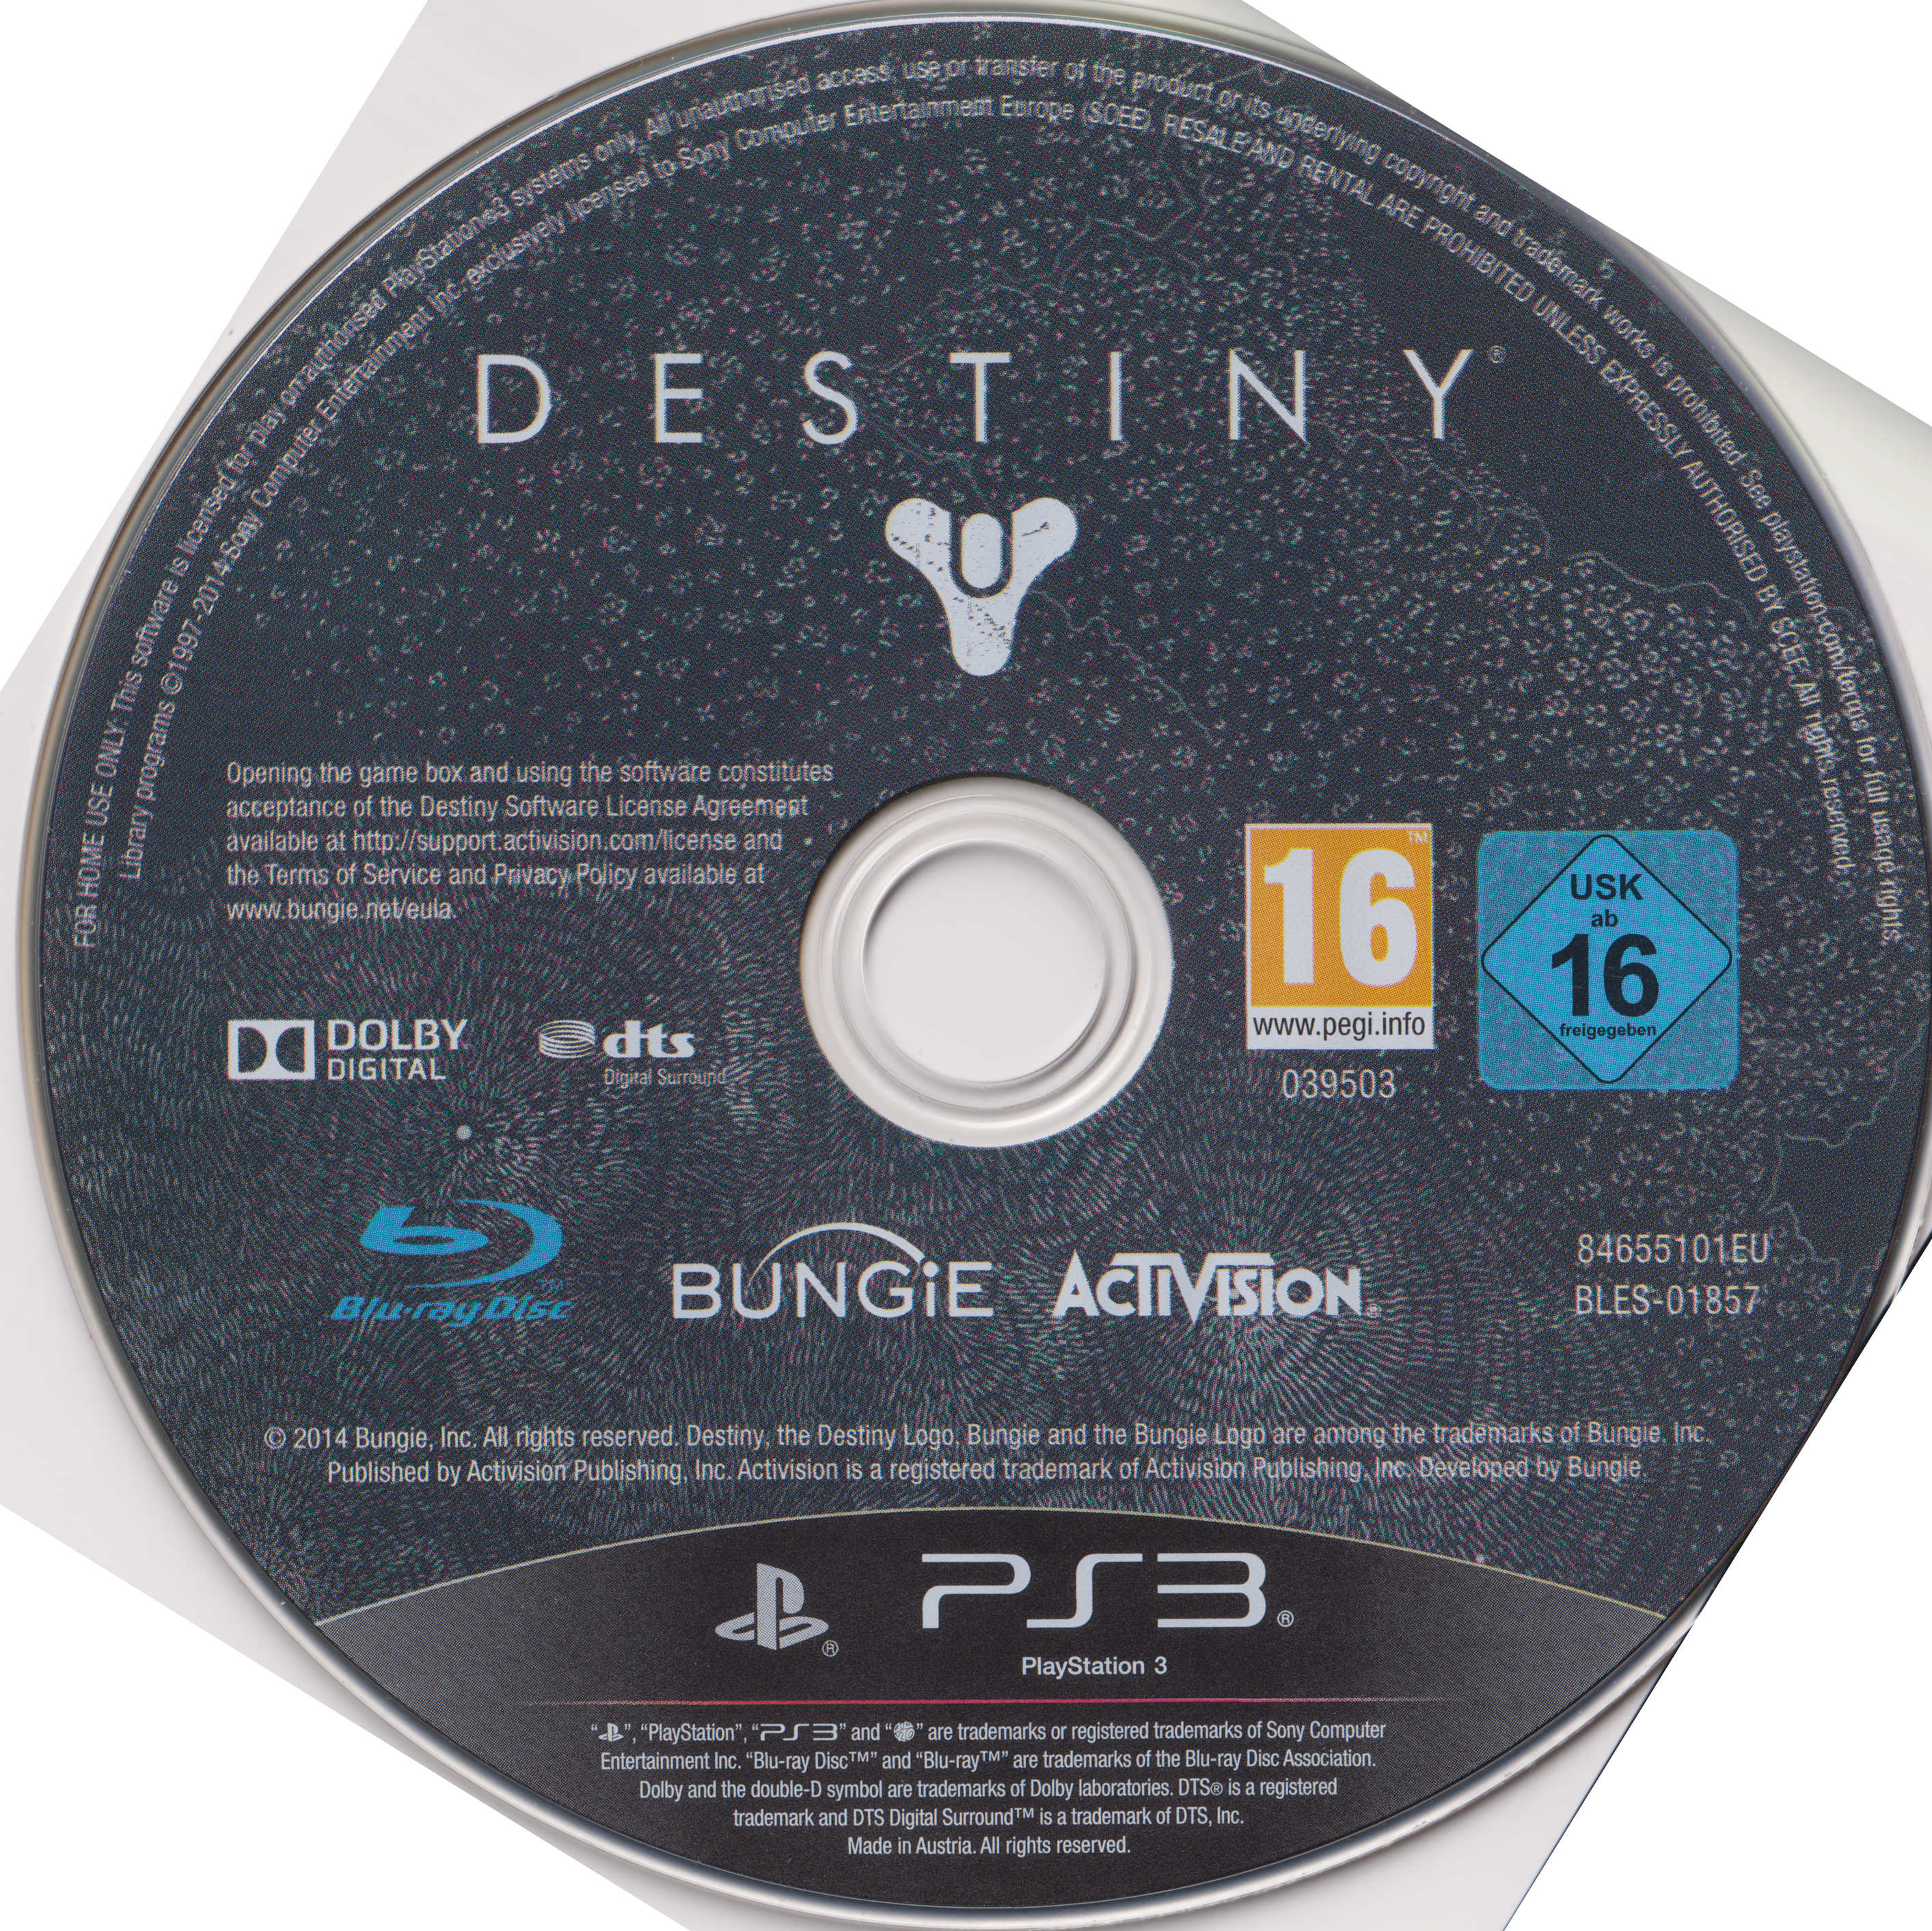 FOR HOME USE ONLY. This software is licensed for play on authorised PlayStation®3 systems only. All unauthorised access, use or transfer of the product or its underlying copyright and trademark works is prohibited. See playstation.com/terms for full usage rights.
Library programs ©1997-2014 Sony Computer Entertainment Inc. exclusively licensed to Sony Computer Entertainment Europe (SCEE). RESALE AND RENTAL ARE PROHIBITED UNLESS EXPRESSLY AUTHORISED BY SCEE. All rights reserved.
DESTINY®
Opening the game box and using the software constitutes
acceptance of the Destiny Software License Agreement
available at http://support.activision.com/license and
the Terms of Service and Privacy Policy available at
www.bungie.net/eula.
16™
www.pegi.info
039503
USK
ab
16
freigegeben
DOLBY
DIGITAL
dts
Digital Surround
Blu-ray Disc™
BUNGiE
ACTIVISION®
84655101EU
BLES-01857
© 2014 Bungie, Inc. All rights reserved. Destiny, the Destiny Logo, Bungie and the Bungie Logo are among the trademarks of Bungie, Inc.
Published by Activision Publishing, Inc. Activision is a registered trademark of Activision Publishing, Inc. Developed by Bungie.
®
PS3®
PlayStation 3
“”, “PlayStation”, “PS3” and “” are trademarks or registered trademarks of Sony Computer
Entertainment Inc. “Blu-ray Disc™” and “Blu-ray™” are trademarks of the Blu-ray Disc Association.
Dolby and the double-D symbol are trademarks of Dolby laboratories. DTS® is a registered
trademark and DTS Digital Surround™ is a trademark of DTS, Inc.
Made in Austria. All rights reserved.